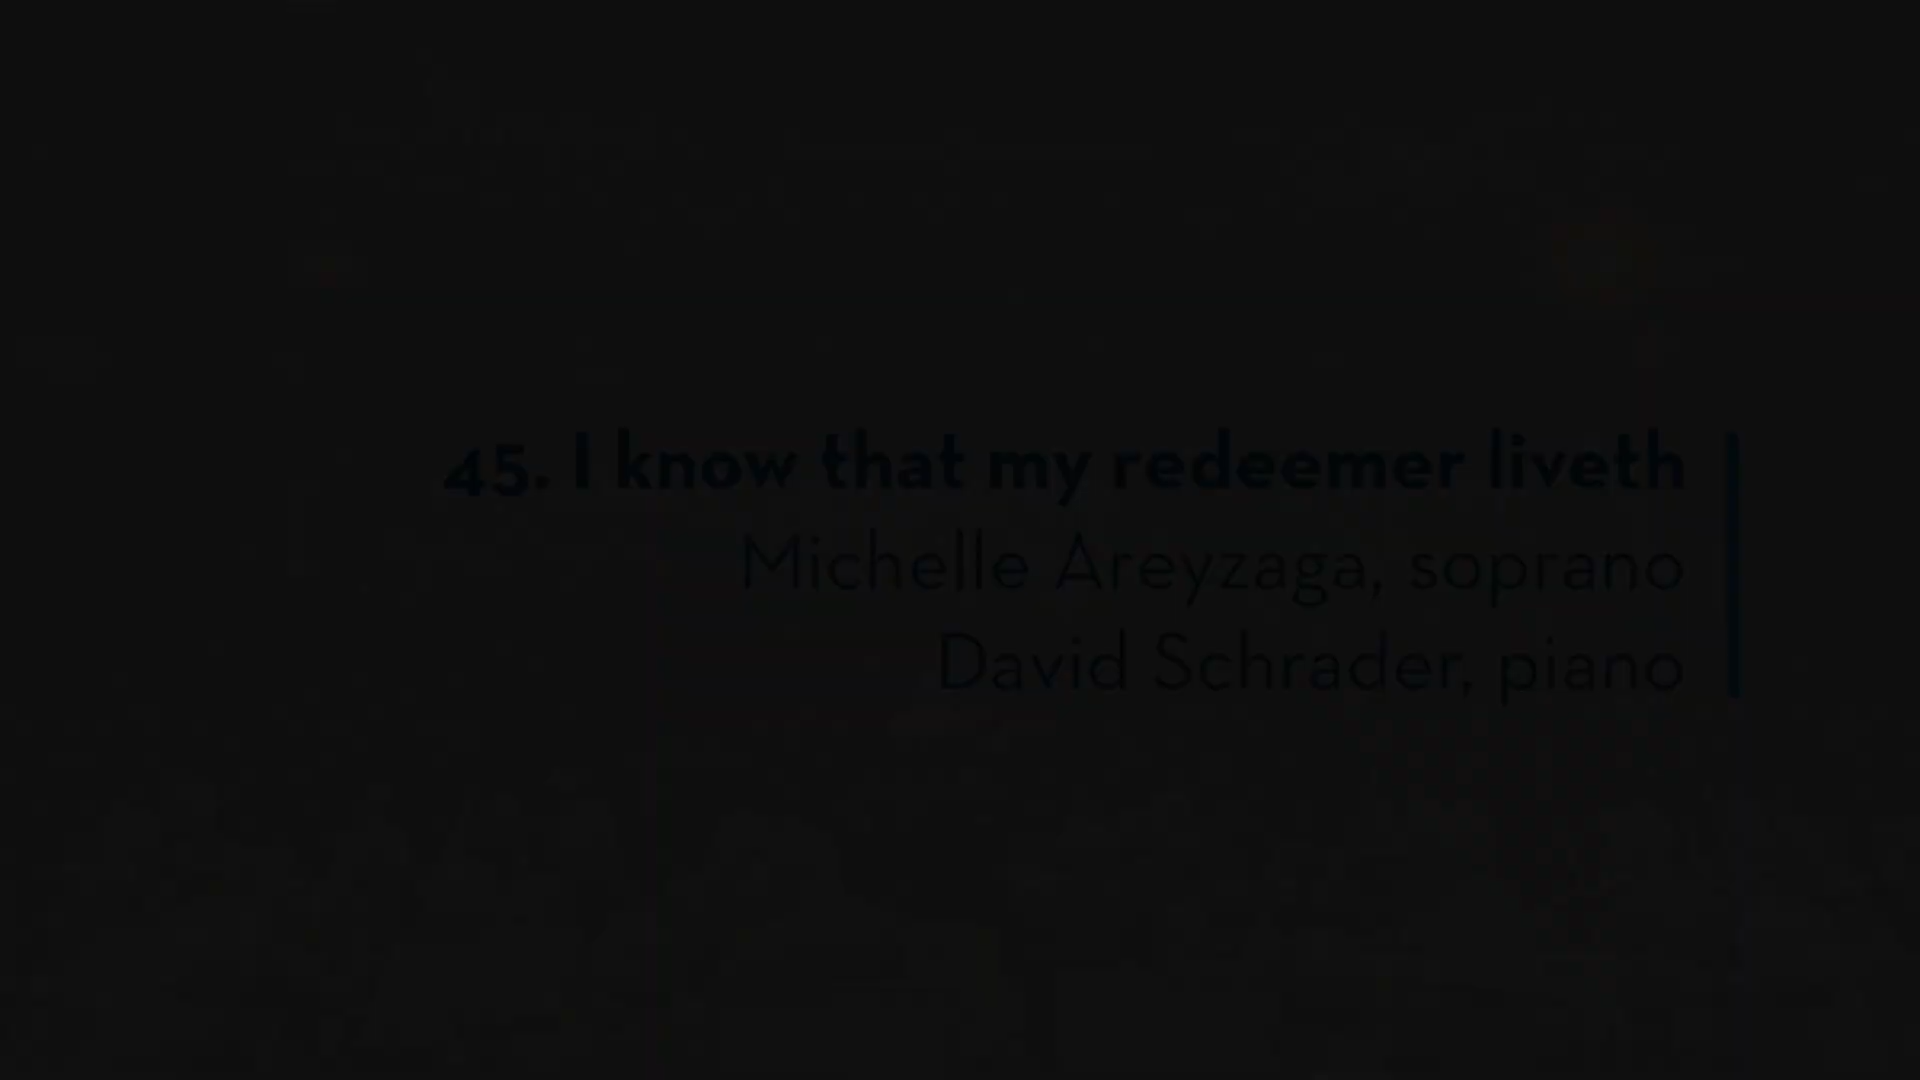 45. I know that my redeemer liveth
Michelle Areyzaga, soprano
David Schrader, piano